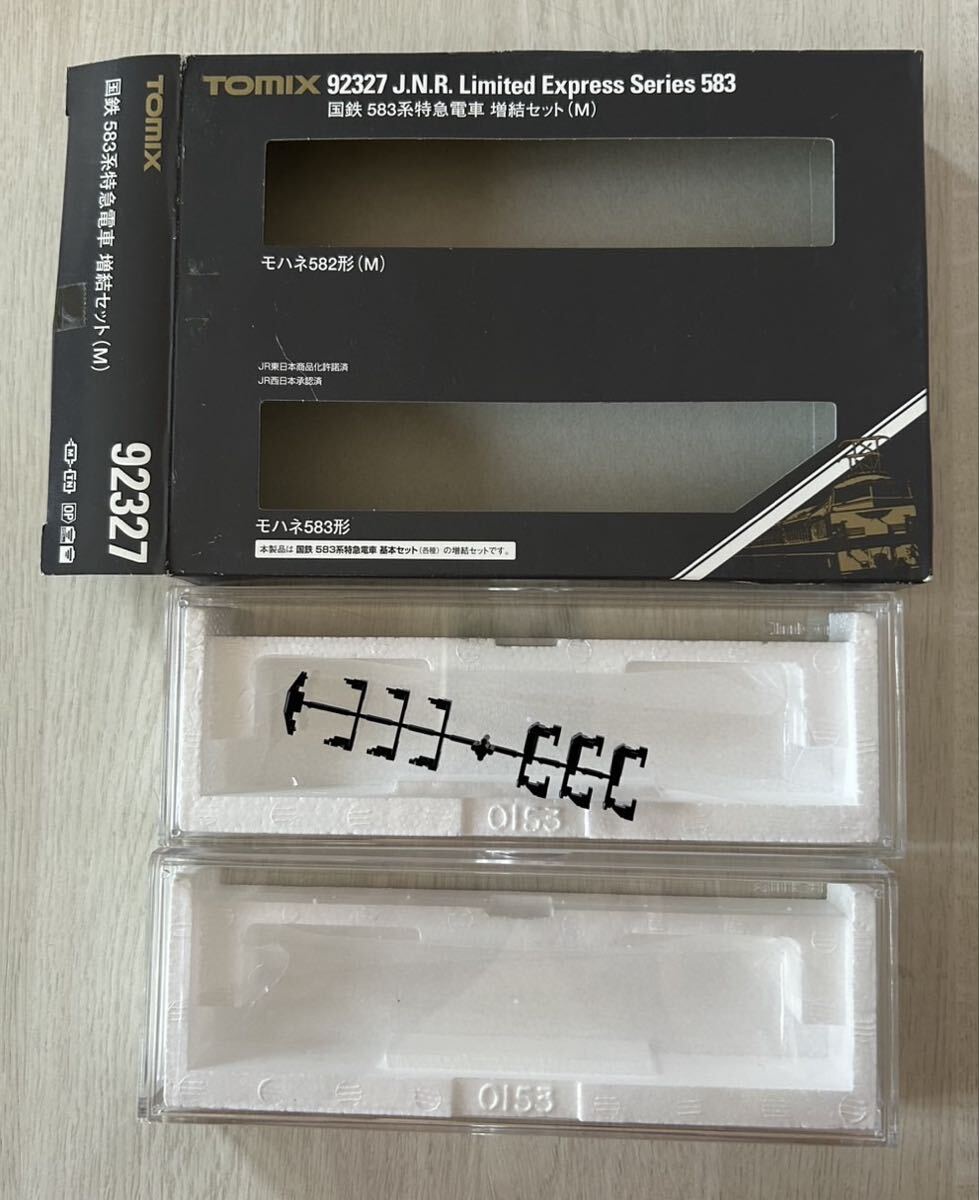 TOMIX 92327 J.N.R. Limited Express Series 583
国鉄 583系特急電車 増結セット(M)
モハネ582形(M)
JR東日本商品化許諾済
JR西日本承認済
モハネ583形
本製品は 国鉄 583系特急電車 基本セット(各種) の増結セットです。
TOMIX
国鉄 583系特急電車 増結セット(M)
92327
M
TN
OP
0153
0153